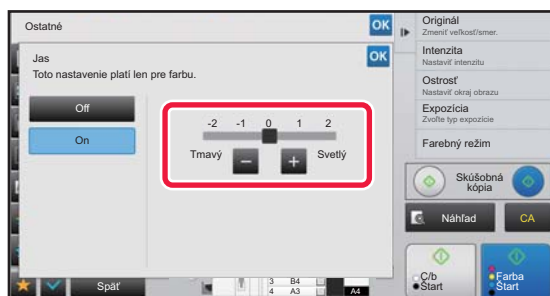 Ostatné
OK
Jas
OK
Toto nastavenie platí len pre farbu.
Off
On
-2 -1 0 1 2
Tmavý
Svetlý
Späť
3 B4
4 A3
A4
Originál
Zmeniť veľkosť/smer.
Intenzita
Nastaviť intenzitu
Ostrosť
Nastaviť okraj obrazu
Expozícia
Zvoľte typ expozície
Farebný režim
Skúšobná
kópia
Náhľad
CA
Č/b
Štart
Farba
Štart